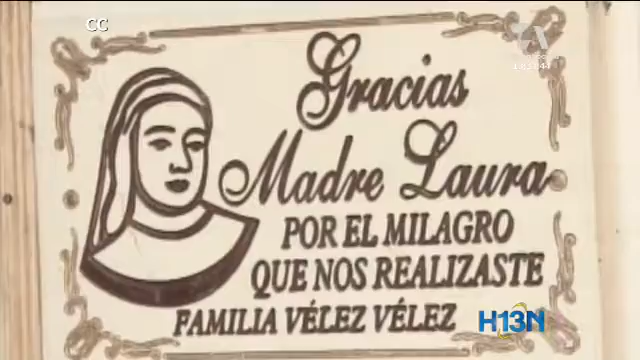 CC
Gracias
Madre Laura
POR EL MILAGRO
QUE NOS REALIZASTE
FAMILIA VÉLEZ VÉLEZ
H13N